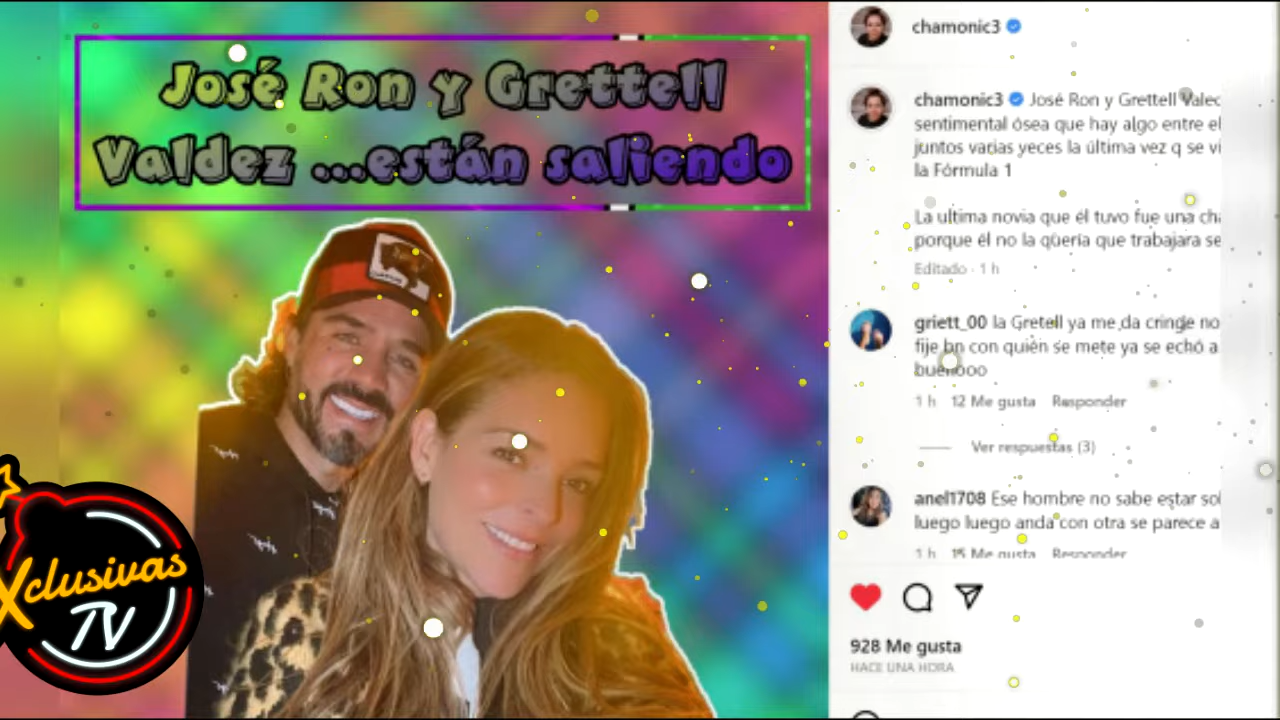 José Ron y Grettell
Valdez ...están saliendo
Xclusivas
TV
chamonic3
chamonic3 José Ron y Grettell Valec
sentimental ósea que hay algo entre el
juntos varias veces la última vez q se vi
la Fórmula 1
La ultima novia que él tuvo fue una cha
porque él no la quería que trabajara se
Editado · 1 h
griett_00 la Gretell ya me da cringe no
fije bn con quién se mete ya se echó a
buenooo
1 h 12 Me gusta Responder
Ver respuestas (3)
anel1708 Ese hombre no sabe estar sol
luego luego anda con otra se parece a
1 h 15 Me gusta Responder
928 Me gusta
HACE UNA HORA